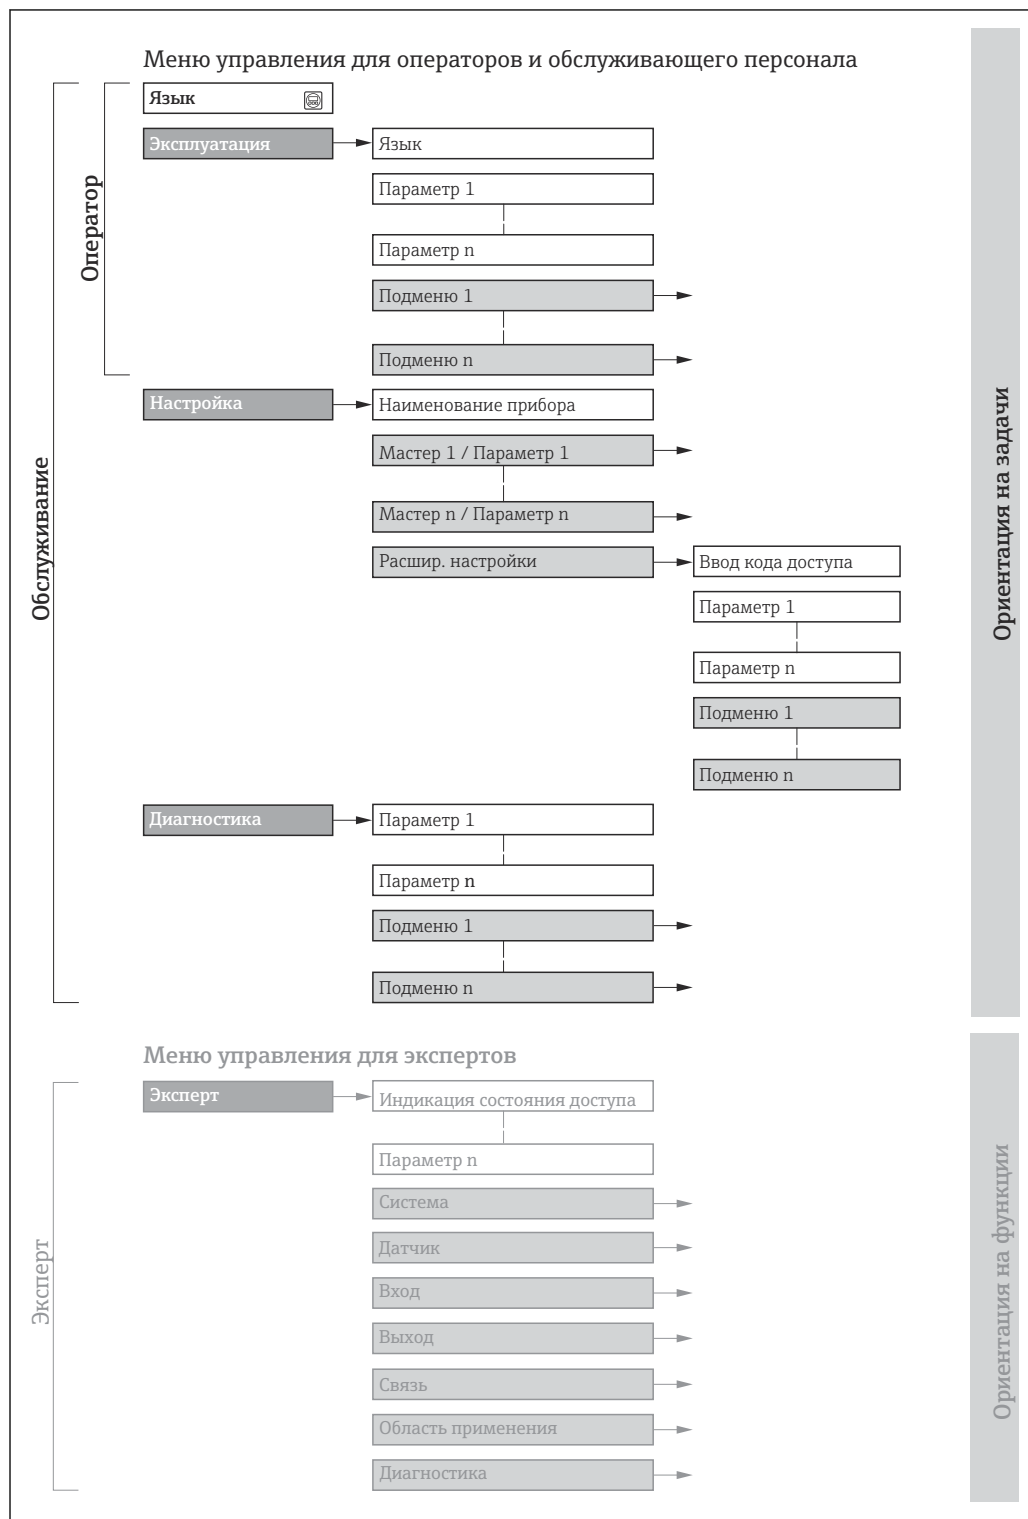 Меню управления для операторов и обслуживающего персонала
Язык
Эксплуатация
Язык
Параметр 1
Параметр n
Подменю 1
Подменю n
Оператор
Настройка
Наименование прибора
Мастер 1 / Параметр 1
Мастер n / Параметр n
Расшир. настройки
Ввод кода доступа
Параметр 1
Параметр n
Подменю 1
Подменю n
Диагностика
Параметр 1
Параметр n
Подменю 1
Подменю n
Обслуживание
Ориентация на задачи
Меню управления для экспертов
Эксперт
Индикация состояния доступа
Параметр n
Система
Датчик
Вход
Выход
Связь
Область применения
Диагностика
Эксперт
Ориентация на функции